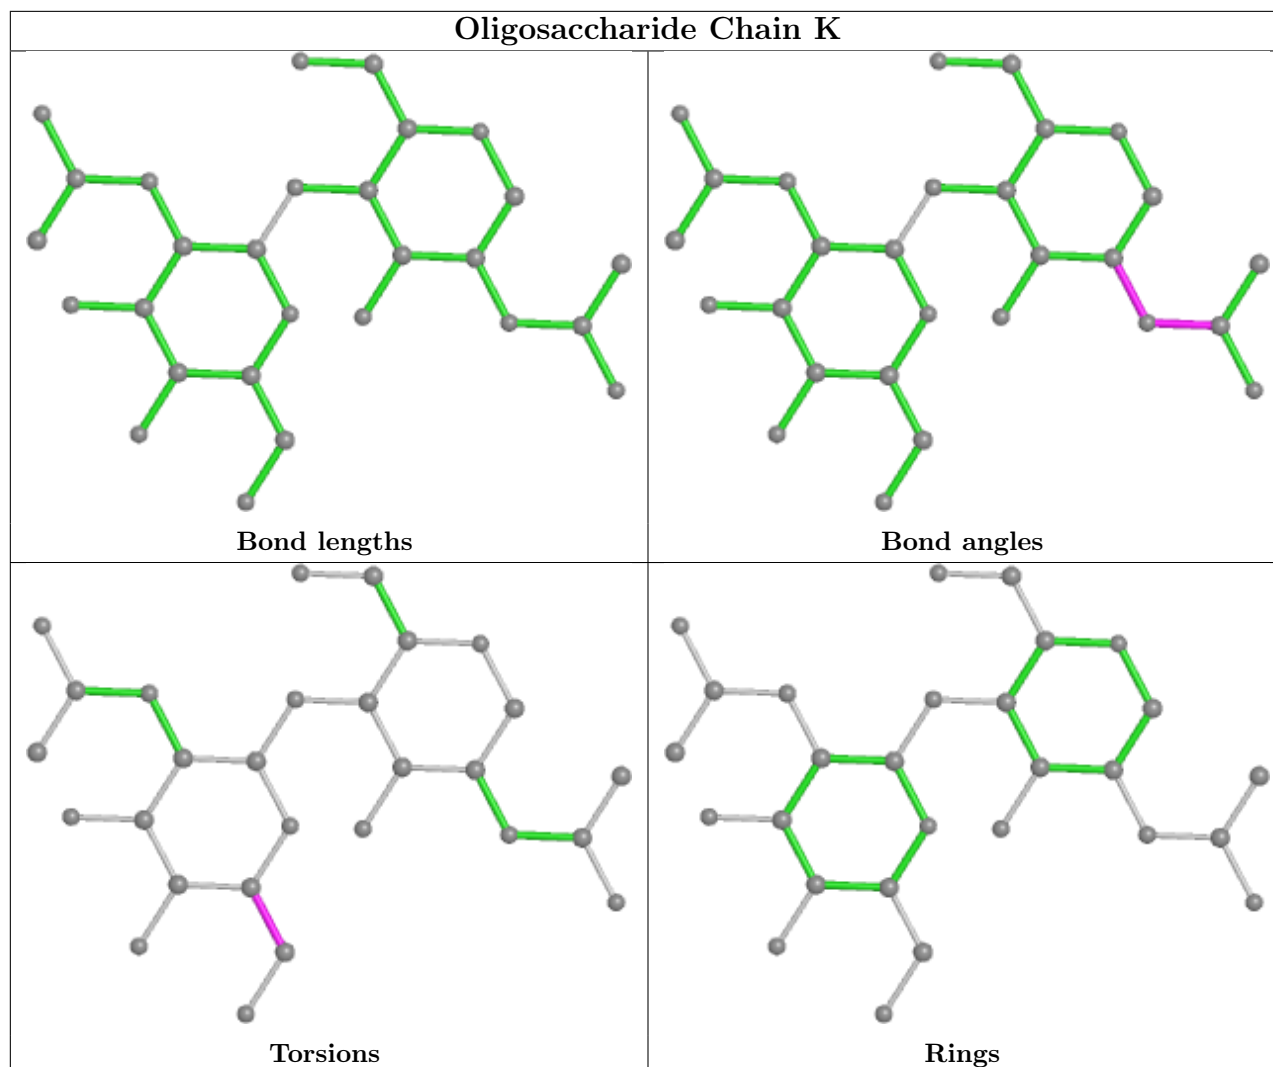 Oligosaccharide Chain K
Bond lengths
Bond angles
Torsions
Rings